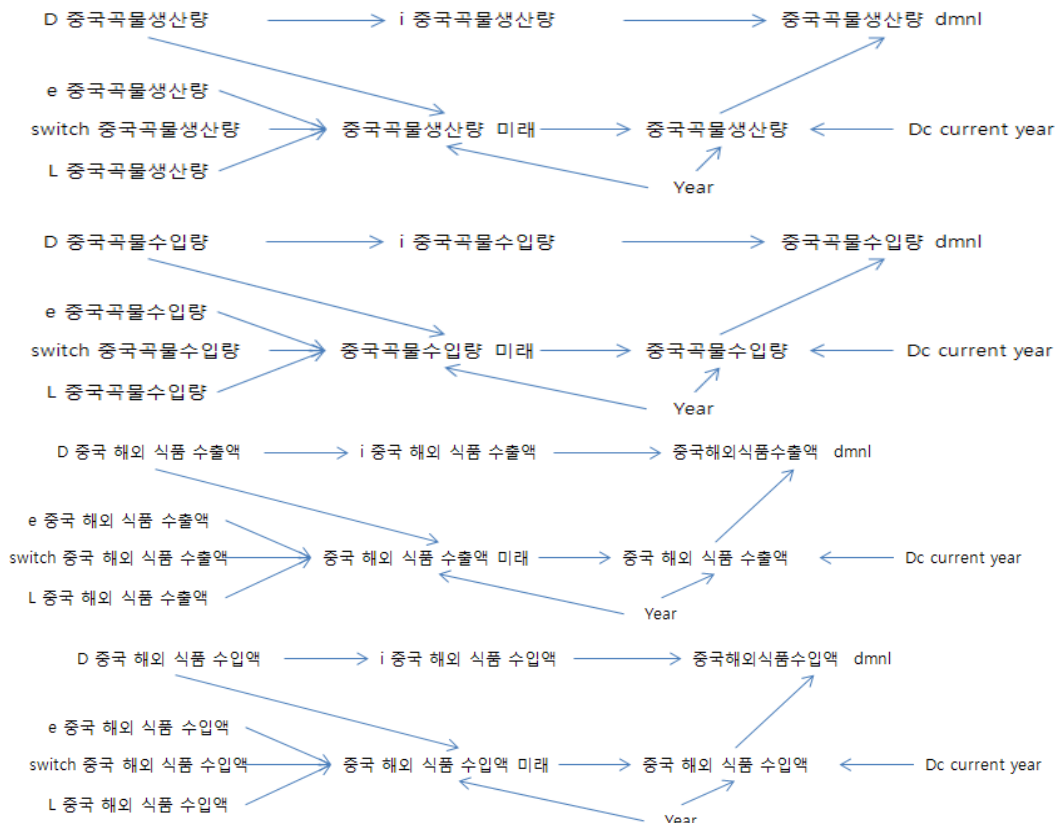 D 중국곡물생산량 i 중국곡물생산량 중국곡물생산량 dmnl
e 중국곡물생산량
switch 중국곡물생산량 중국곡물생산량 미래 중국곡물생산량 Dc current year
L 중국곡물생산량
Year
D 중국곡물수입량 i 중국곡물수입량 중국곡물수입량 dmnl
e 중국곡물수입량
switch 중국곡물수입량 중국곡물수입량 미래 중국곡물수입량 Dc current year
L 중국곡물수입량
Year
D 중국 해외 식품 수출액 i 중국 해외 식품 수출액 중국해외식품수출액 dmnl
e 중국 해외 식품 수출액
switch 중국 해외 식품 수출액 중국 해외 식품 수출액 미래 중국 해외 식품 수출액 Dc current year
L 중국 해외 식품 수출액
Year
D 중국 해외 식품 수입액 i 중국 해외 식품 수입액 중국해외식품수입액 dmnl
e 중국 해외 식품 수입액
switch 중국 해외 식품 수입액 중국 해외 식품 수입액 미래 중국 해외 식품 수입액 Dc current year
L 중국 해외 식품 수입액
Year